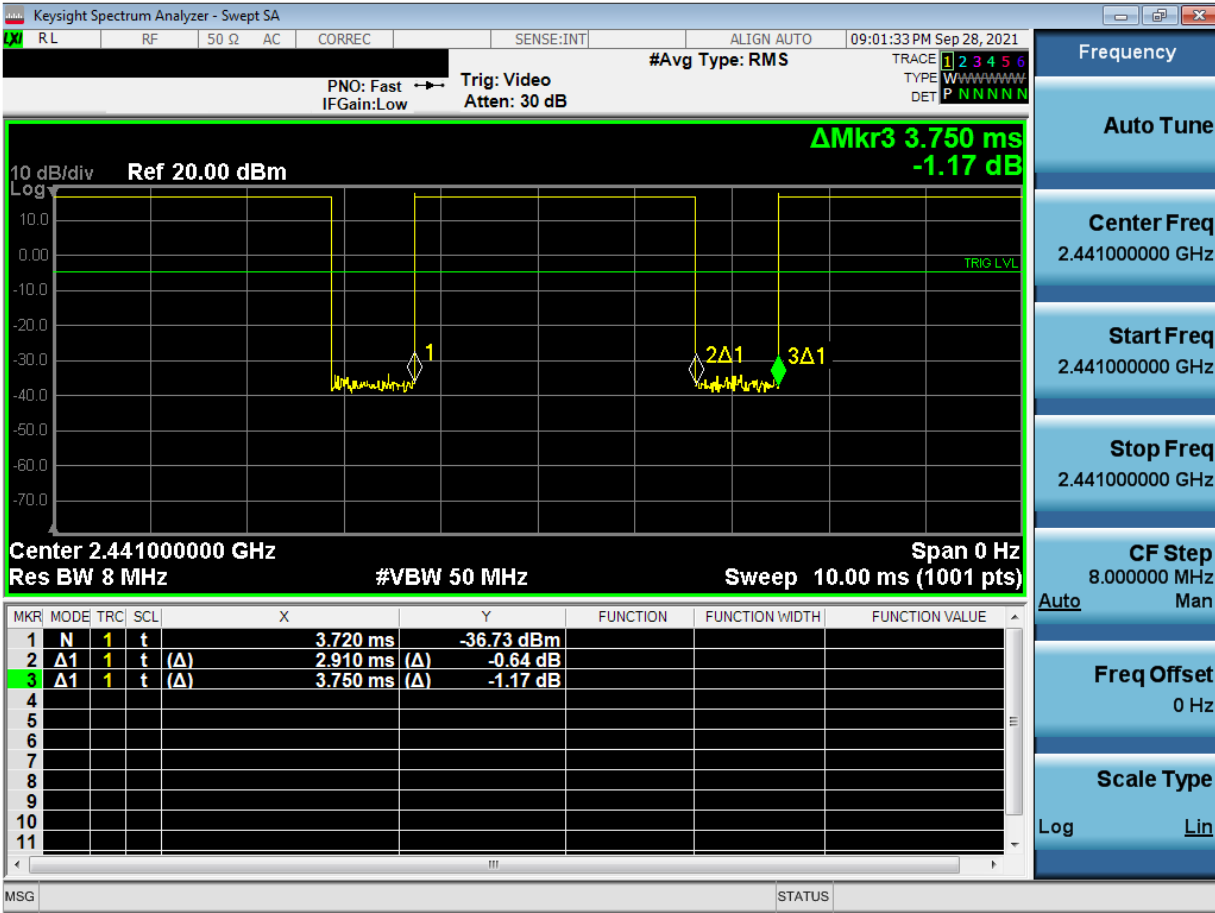 Keysight Spectrum Analyzer - Swept SA
LXI RL RF 50 Ω AC CORREC SENSE:INT ALIGN AUTO 09:01:33 PM Sep 28, 2021
PNO: Fast
IFGain:Low
Trig: Video
Atten: 30 dB
#Avg Type: RMS
TRACE 1 2 3 4 5 6
TYPE WWWWWW
DET P N N N N N
ΔMkr3 3.750 ms
-1.17 dB
10 dB/div Ref 20.00 dBm
Log
10.0
0.00
TRIG LVL
-10.0
-20.0
-30.0
1
2Δ1
3Δ1
-40.0
-50.0
-60.0
-70.0
Center 2.441000000 GHz Span 0 Hz
Res BW 8 MHz #VBW 50 MHz Sweep 10.00 ms (1001 pts)
MKR MODE TRC SCL X Y FUNCTION FUNCTION WIDTH FUNCTION VALUE
1 N 1 t 3.720 ms -36.73 dBm
2 Δ1 1 t (Δ) 2.910 ms (Δ) -0.64 dB
3 Δ1 1 t (Δ) 3.750 ms (Δ) -1.17 dB
4
5
6
7
8
9
10
11
MSG STATUS
Frequency
Auto Tune
Center Freq
2.441000000 GHz
Start Freq
2.441000000 GHz
Stop Freq
2.441000000 GHz
CF Step
8.000000 MHz
Auto Man
Freq Offset
0 Hz
Scale Type
Log Lin